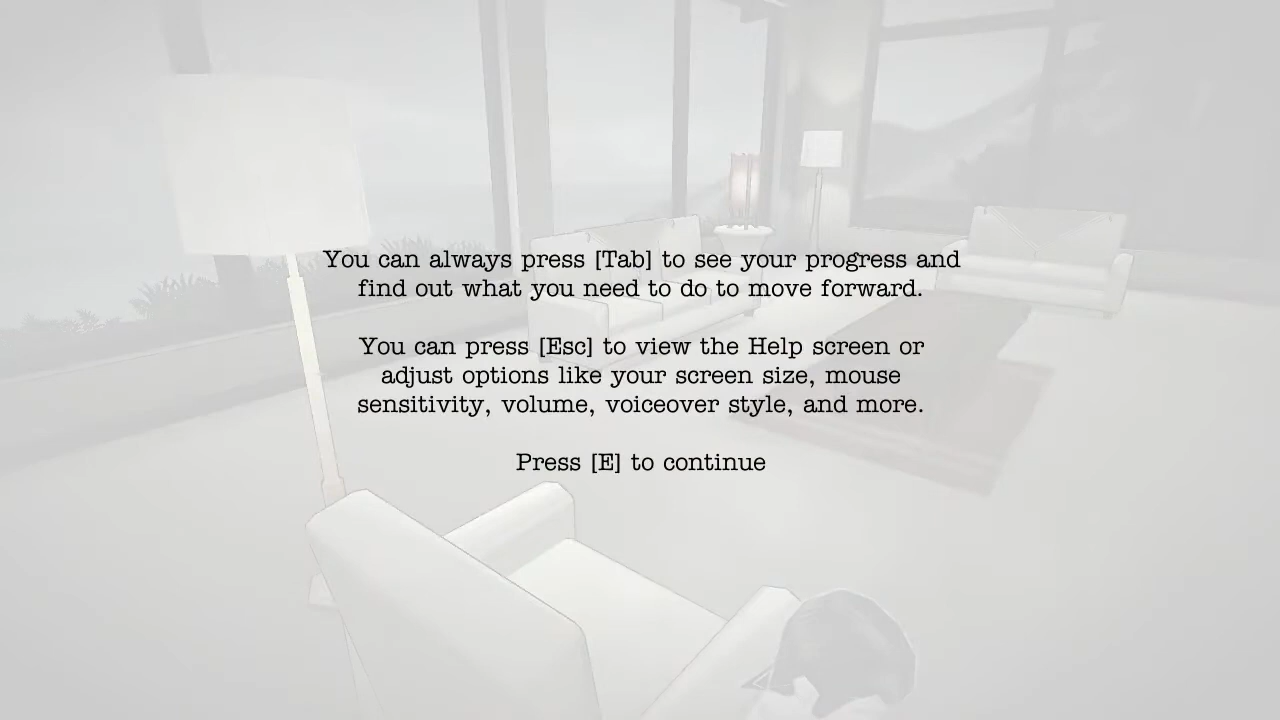 You can always press [Tab] to see your progress and
find out what you need to do to move forward.
You can press [Esc] to view the Help screen or
adjust options like your screen size, mouse
sensitivity, volume, voiceover style, and more.
Press [E] to continue